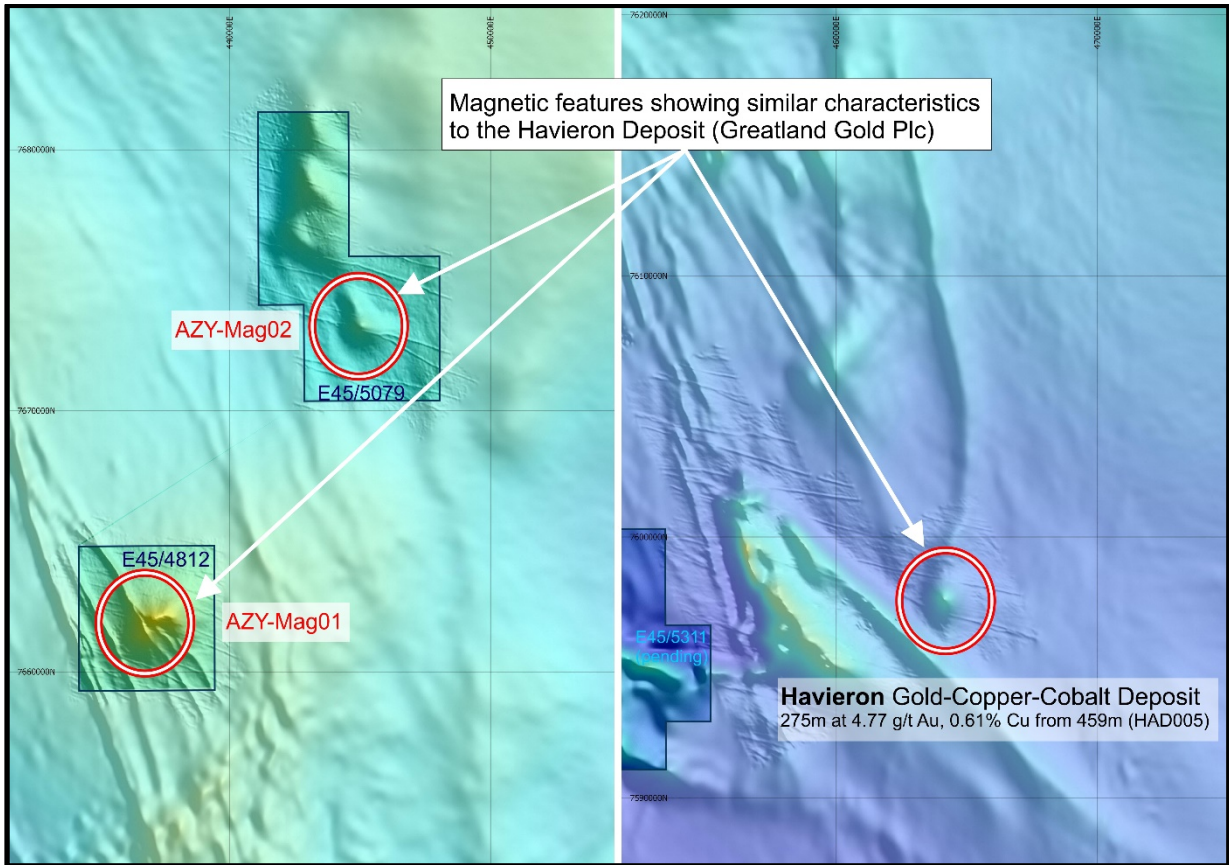 440000E
450000E
460000E
470000E
7620000N
Magnetic features showing similar characteristics
to the Havieron Deposit (Greatland Gold Plc)
7680000N
7610000N
AZY-Mag02
E45/5079
7670000N
7600000N
E45/4812
AZY-Mag01
E45/5311
(pending)
7660000N
Havieron Gold-Copper-Cobalt Deposit
275m at 4.77 g/t Au, 0.61% Cu from 459m (HAD005)
7590000N